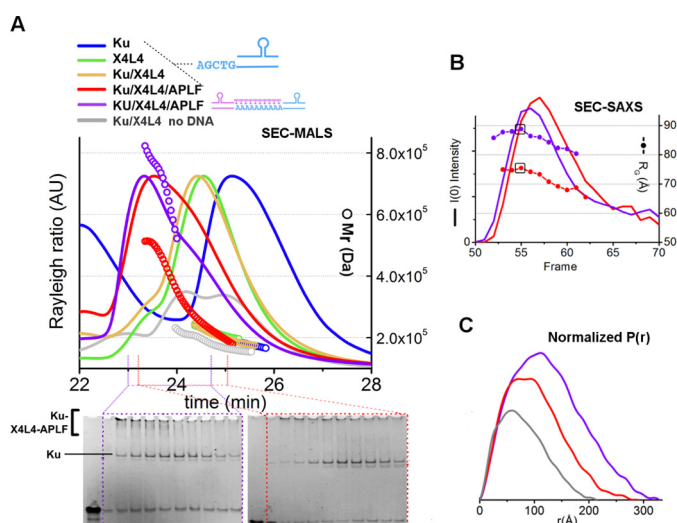 A
Ku
X4L4
Ku/X4L4
Ku/X4L4/APLF
KU/X4L4/APLF
Ku/X4L4 no DNA
AGCTG
SEC-MALS
Rayleigh ratio (AU)
8.0x10⁵
6.0x10⁵
4.0x10⁵
2.0x10⁵
Mr (Da)
22 24 26 28
time (min)
Ku-
X4L4-APLF
Ku
B
SEC-SAXS
I(0) Intensity
0
90
80
70
60
50
RG (Å)
50 55 60 65 70
Frame
C
Normalized P(r)
0 100 200 300
r(Å)